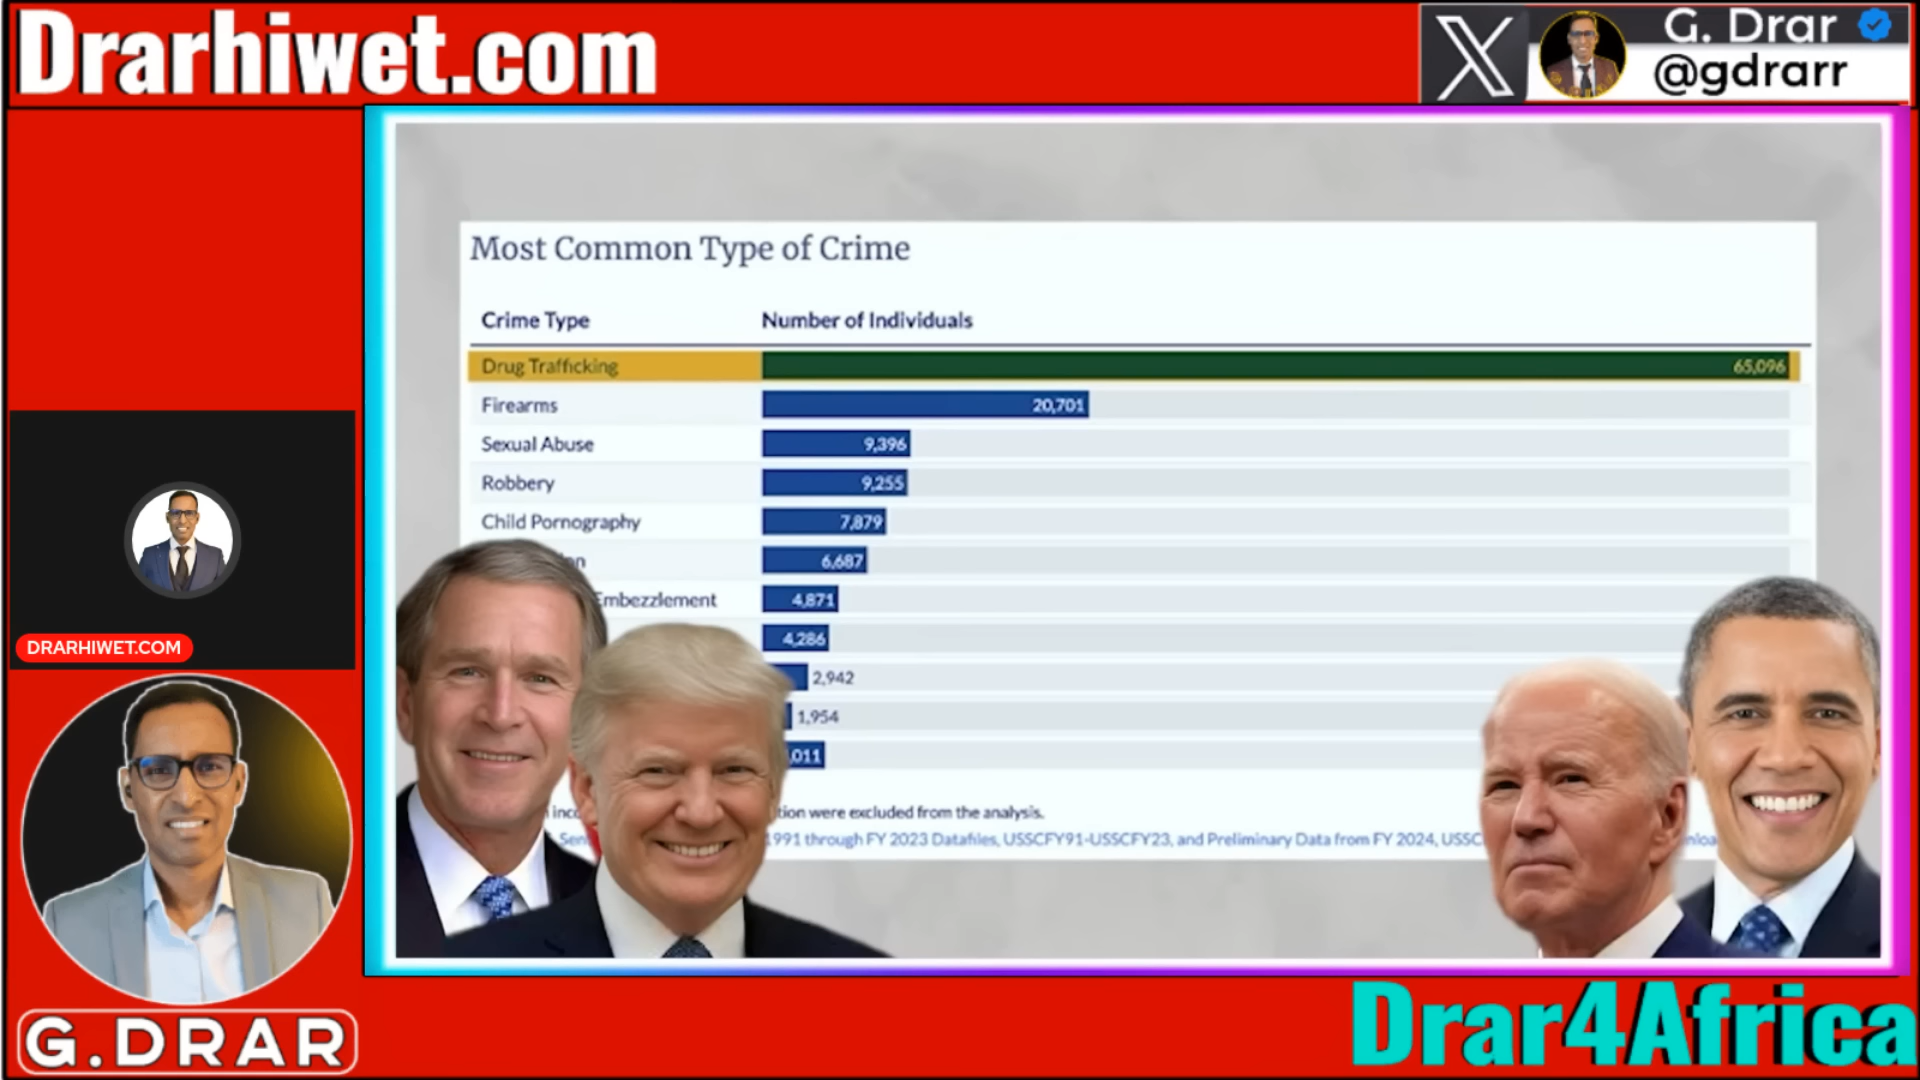 Drarhiwet.com
G. Drar
@gdrarr
Most Common Type of Crime
Crime Type Number of Individuals
Drug Trafficking 65,096
Firearms 20,701
Sexual Abuse 9,396
Robbery 9,255
Child Pornography 7,879
6,687
Embezzlement 4,871
4,286
2,942
1,954
,011
were excluded from the analysis.
1991 through FY 2023 Datafiles, USSCFY91-USSCFY23, and Preliminary Data from FY 2024,
DRARHIWET.COM
G.DRAR
Drar4Africa